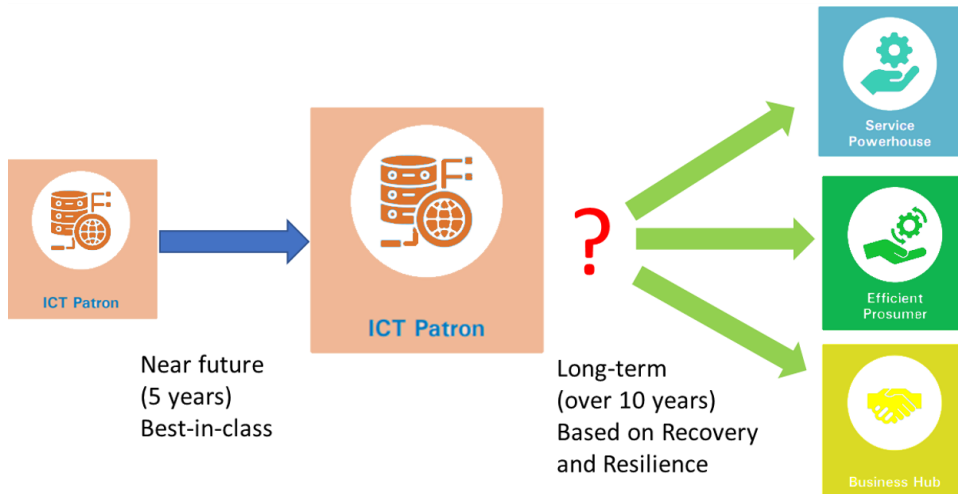 ICT Patron
Near future
(5 years)
Best-in-class
ICT Patron
?
Long-term
(over 10 years)
Based on Recovery
and Resilience
Service
Powerhouse
Efficient
Prosumer
Business Hub